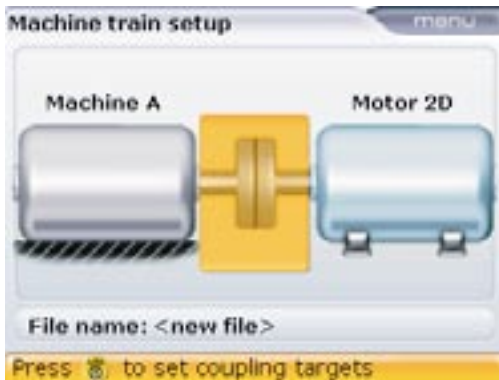 Machine train setup
menu
Machine A
Motor 2D
File name: <new file>
Press to set coupling targets